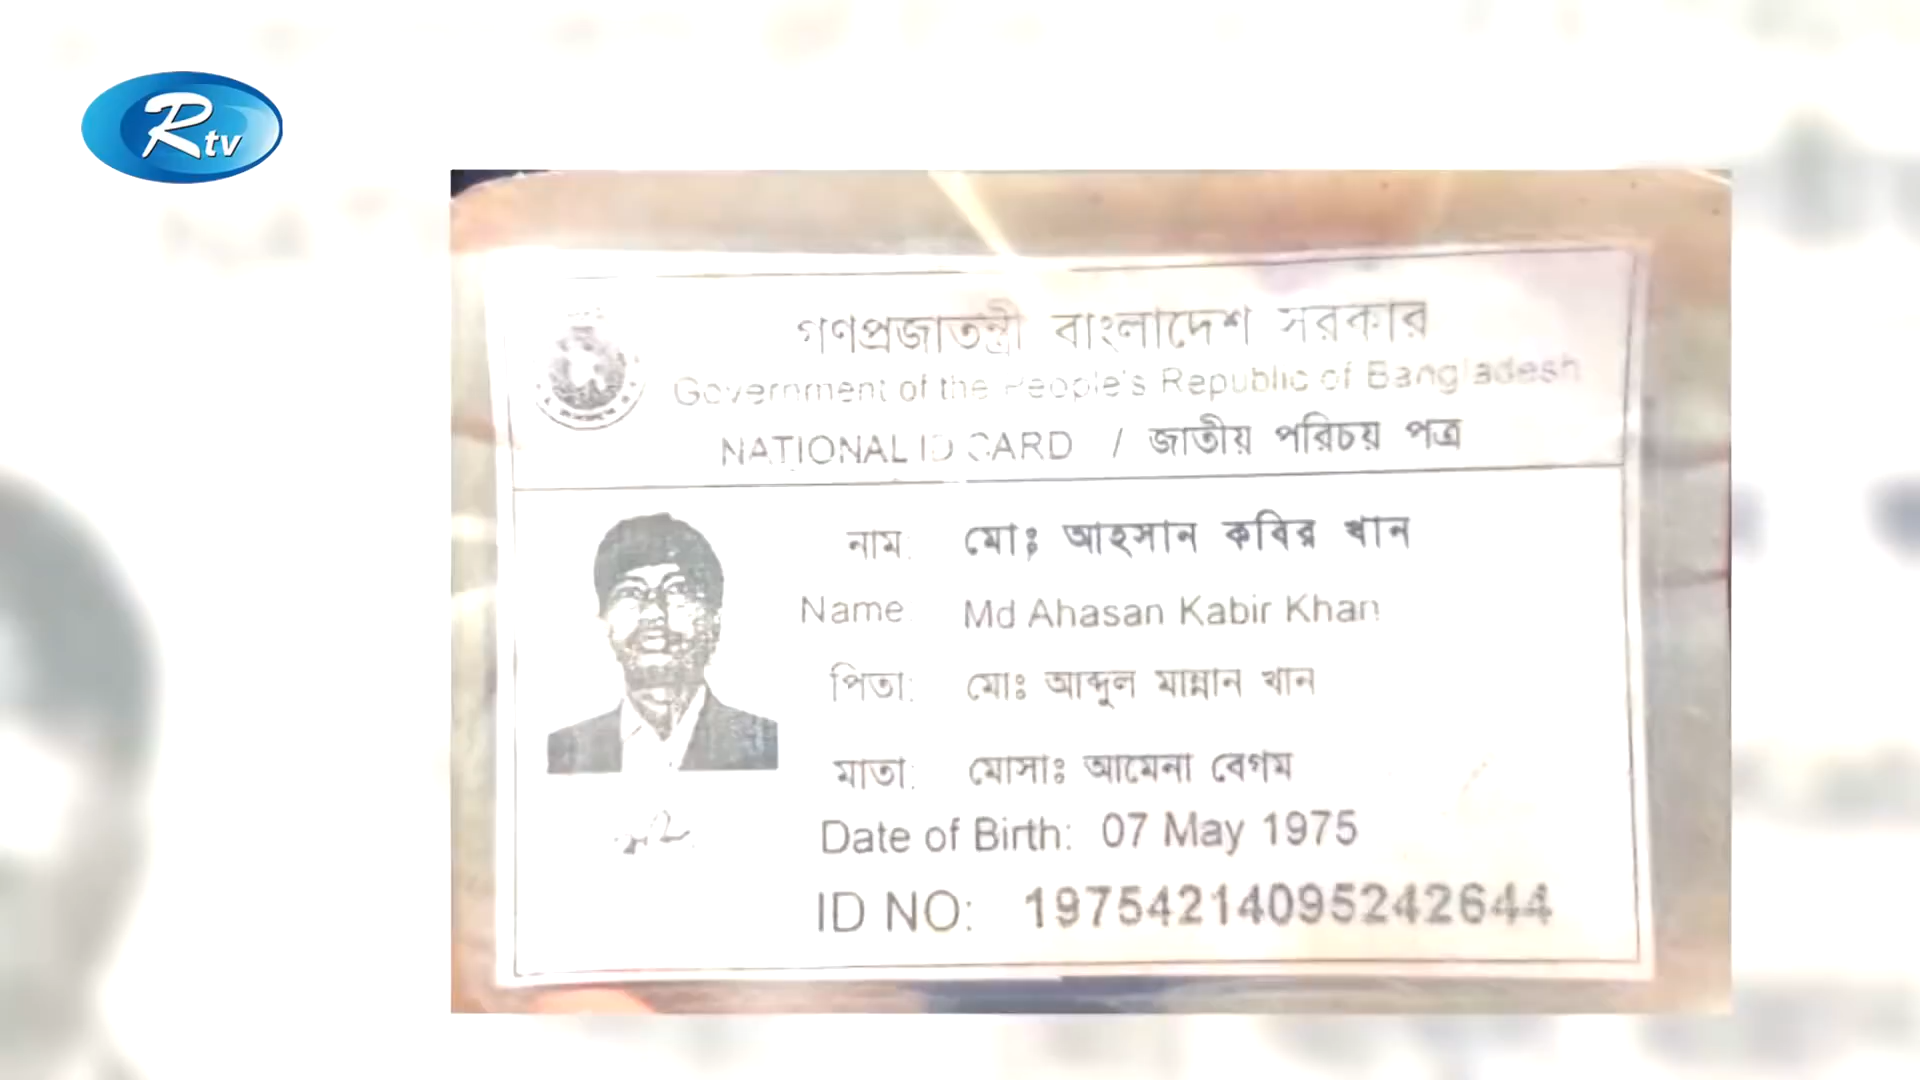 Rtv
গণপ্রজাতন্ত্রী বাংলাদেশ সরকার
Government of the People's Republic of Bangladesh
NATIONAL ID CARD / জাতীয় পরিচয় পত্র
নাম: মোঃ আহসান কবির খান
Name: Md Ahasan Kabir Khan
পিতা: মোঃ আব্দুল মান্নান খান
মাতা: মোসাঃ আমেনা বেগম
Date of Birth: 07 May 1975
ID NO: 19754214095242644